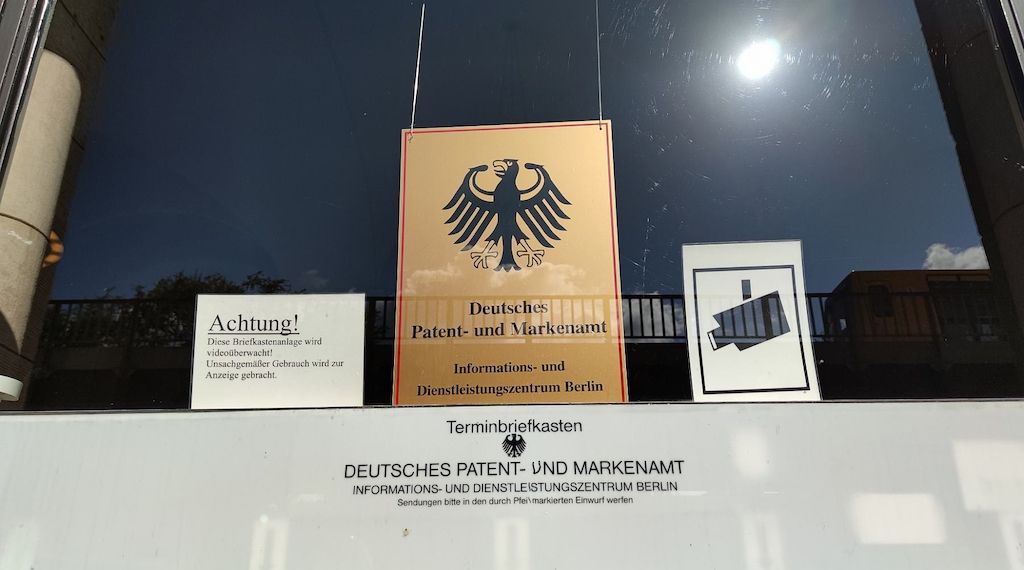 Achtung!
Diese Briefkastenanlage wird
videoüberwacht!
Unsachgemäßer Gebrauch wird zur
Anzeige gebracht.
Deutsches
Patent- und Markenamt
Informations- und
Dienstleistungszentrum Berlin
Terminbriefkasten
DEUTSCHES PATENT- UND MARKENAMT
INFORMATIONS- UND DIENSTLEISTUNGSZENTRUM BERLIN
Sendungen bitte in den durch Pfeil markierten Einwurf werfen